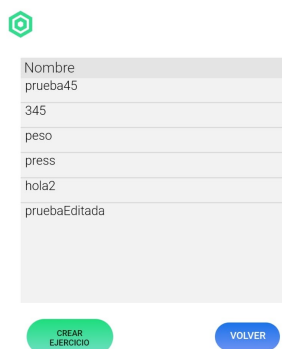 Nombre
prueba45
345
peso
press
hola2
pruebaEditada
CREAR
EJERCICIO
VOLVER